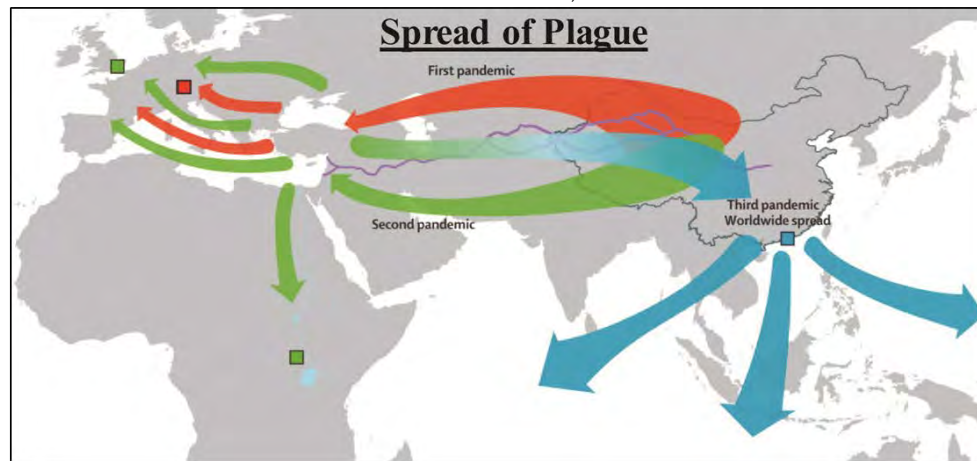 Spread of Plague
First pandemic
Third pandemic
Worldwide spread
Second pandemic